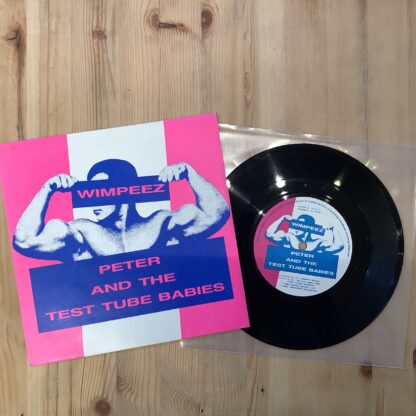 WIMPEEZ
PETER
AND THE
TEST TUBE BABIES
WIMPEEZ
PETER
AND THE
TEST TUBE BABIES